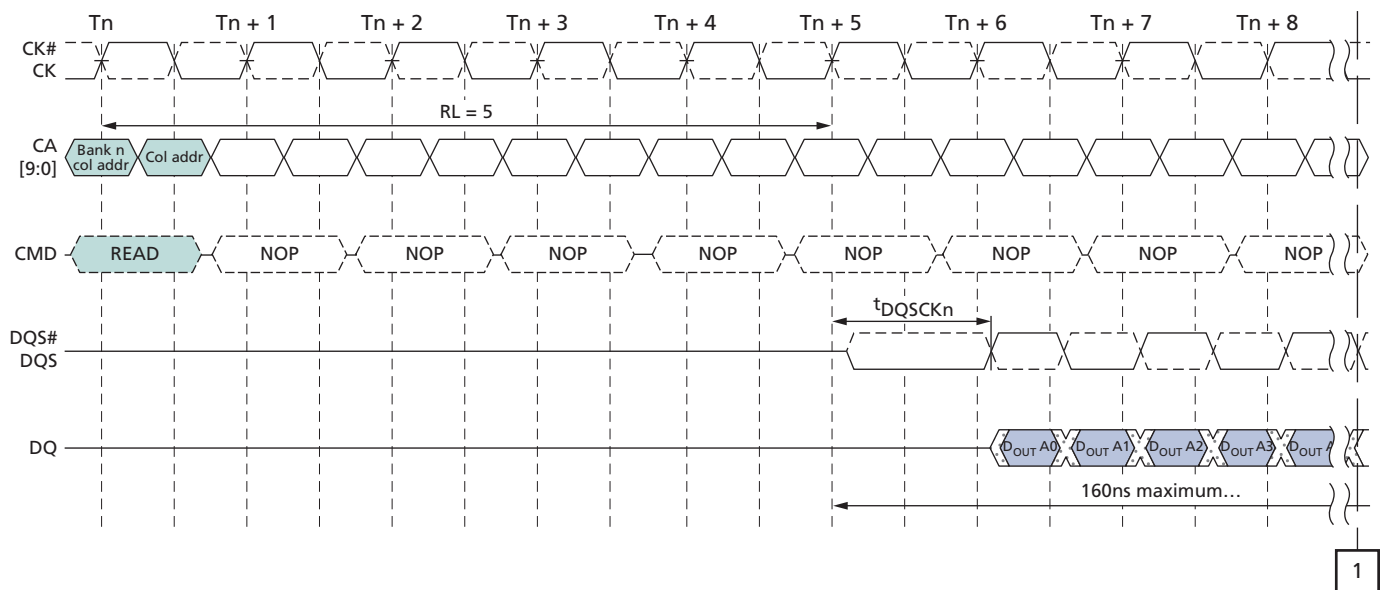 Tn Tn + 1 Tn + 2 Tn + 3 Tn + 4 Tn + 5 Tn + 6 Tn + 7 Tn + 8
CK#
CK
RL = 5
CA
[9:0]
Bank n
col addr
Col addr
CMD READ NOP NOP NOP NOP NOP NOP NOP NOP
tDQSCKn
DQS#
DQS
DQ DOUT A0 DOUT A1 DOUT A2 DOUT A3 DOUT A
160ns maximum…
1